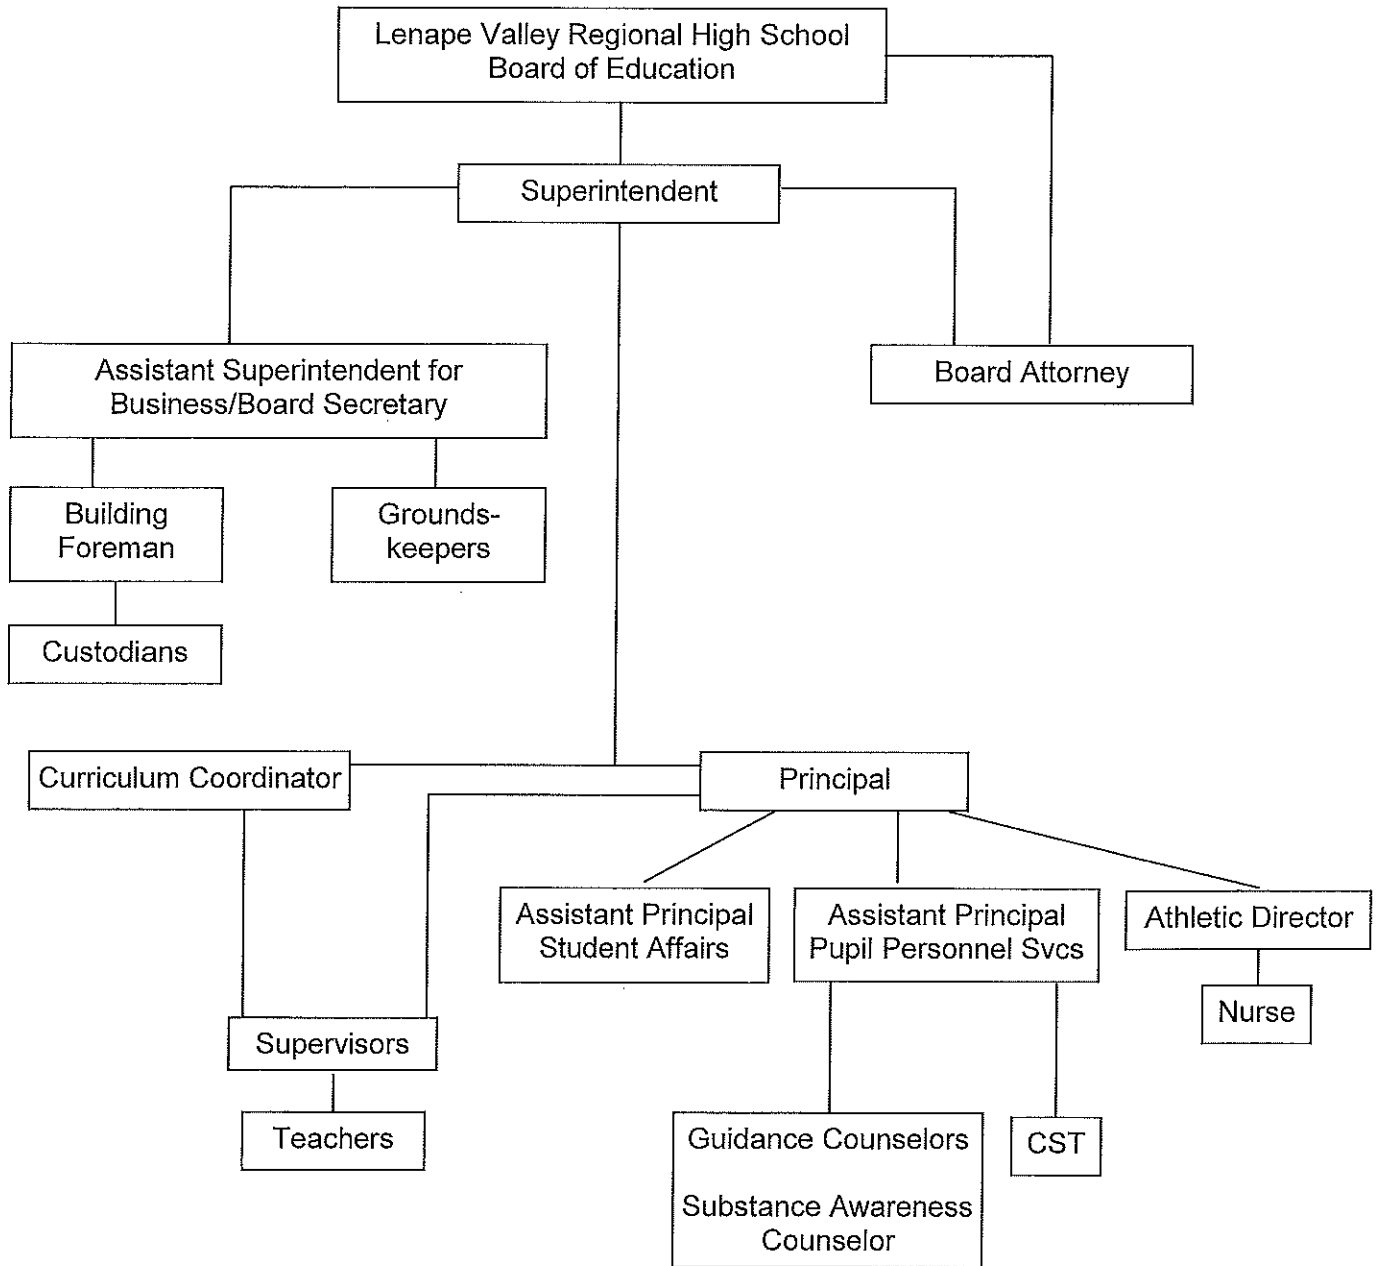 Lenape Valley Regional High School
Board of Education
Superintendent
Assistant Superintendent for
Business/Board Secretary
Board Attorney
Building
Foreman
Grounds-
keepers
Custodians
Curriculum Coordinator
Principal
Assistant Principal
Student Affairs
Assistant Principal
Pupil Personnel Svcs
Athletic Director
Nurse
Supervisors
Teachers
Guidance Counselors
Substance Awareness
Counselor
CST